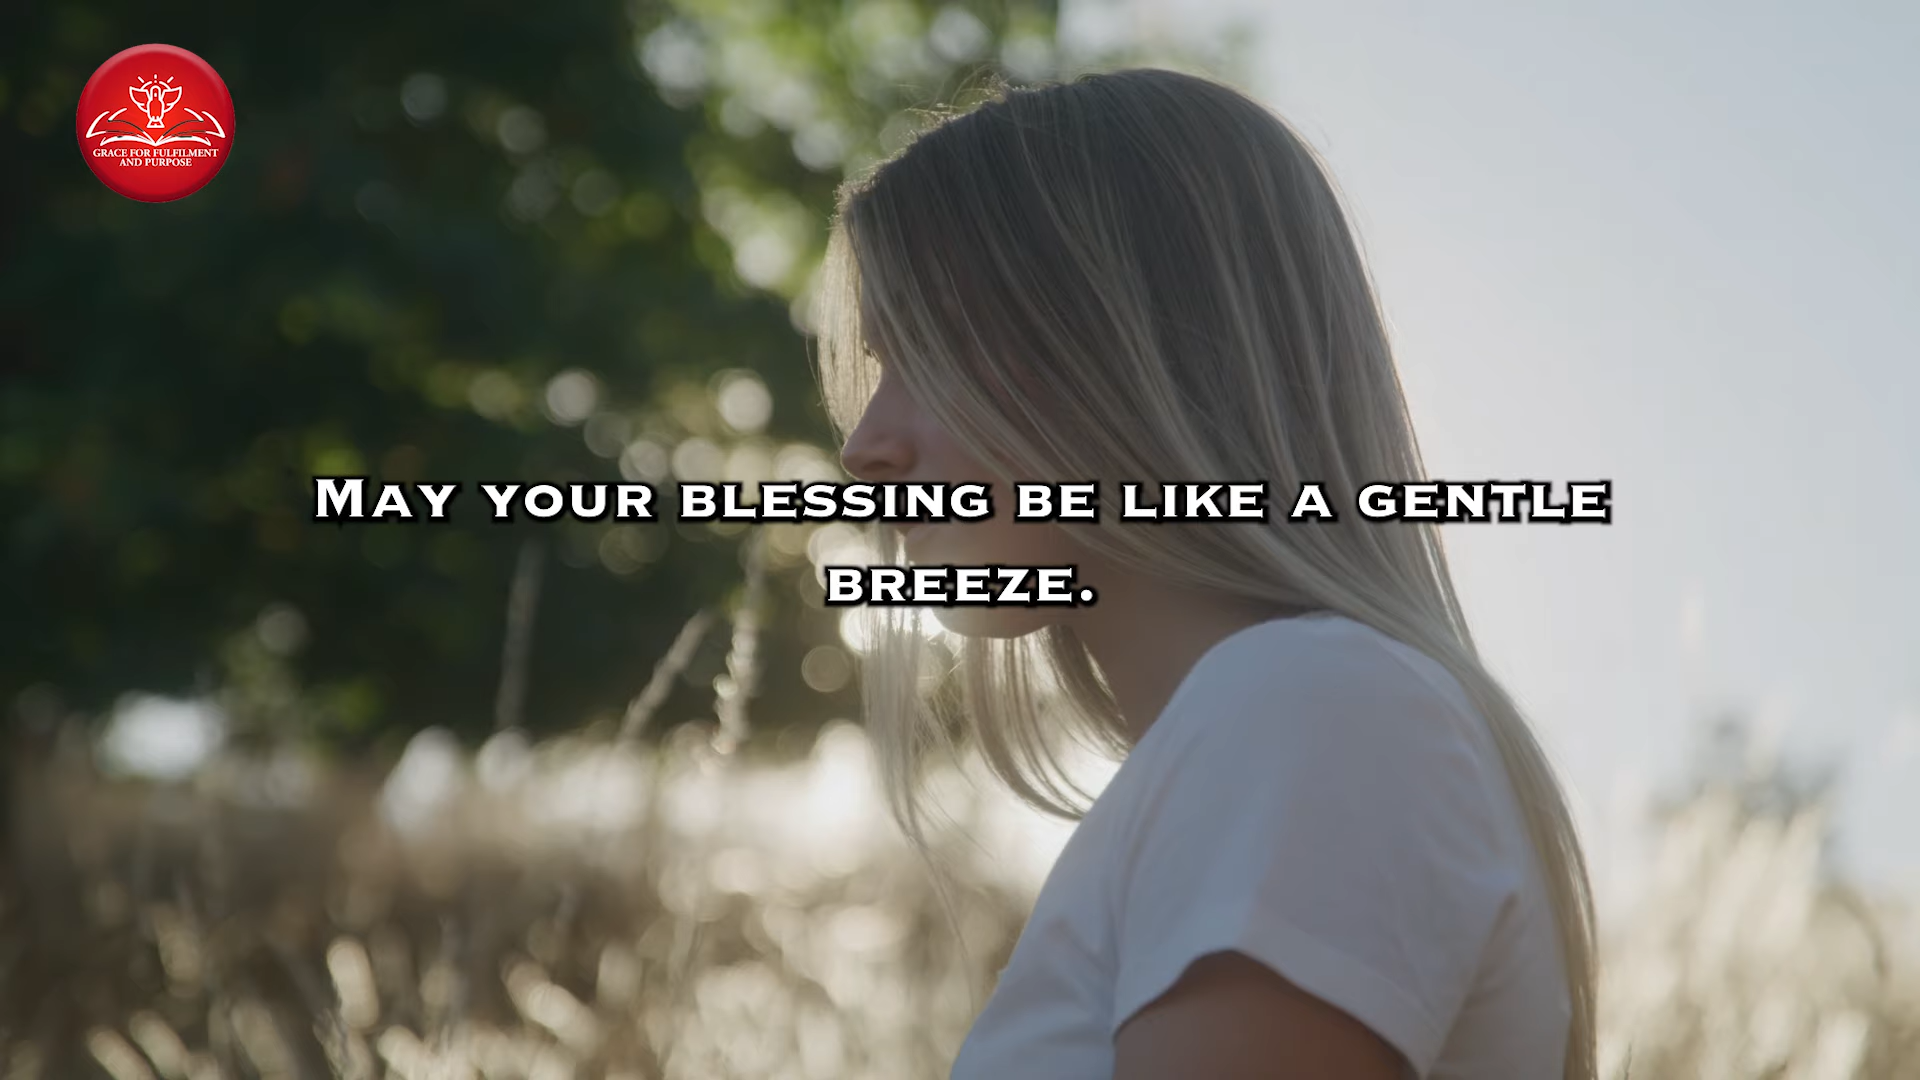 GRACE FOR FULFILMENT
AND PURPOSE
May your blessing be like a gentle
breeze.